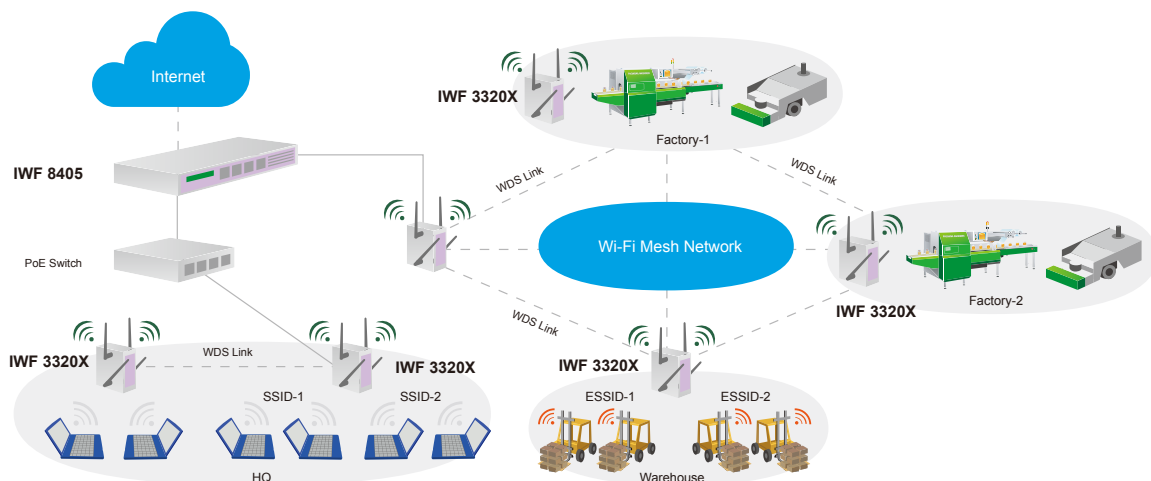 Internet
IWF 3320X
Factory-1
IWF 8405
WDS Link
WDS Link
Wi-Fi Mesh Network
PoE Switch
Factory-2
IWF 3320X
WDS Link
IWF 3320X
WDS Link
IWF 3320X
IWF 3320X
SSID-1
SSID-2
ESSID-1
ESSID-2
HQ
Warehouse